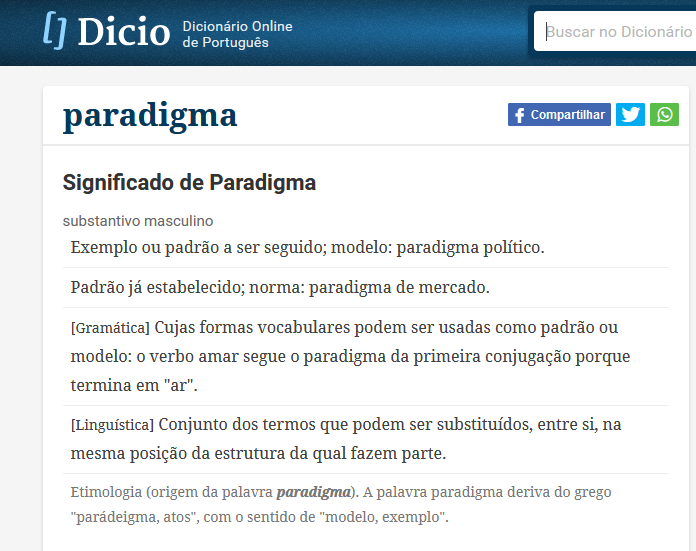 Dicio
Dicionário Online
de Português
Buscar no Dicionário
paradigma
Compartilhar
Significado de Paradigma
substantivo masculino
Exemplo ou padrão a ser seguido; modelo: paradigma político.
Padrão já estabelecido; norma: paradigma de mercado.
[Gramática] Cujas formas vocabulares podem ser usadas como padrão ou
modelo: o verbo amar segue o paradigma da primeira conjugação porque
termina em "ar".
[Linguística] Conjunto dos termos que podem ser substituídos, entre si, na
mesma posição da estrutura da qual fazem parte.
Etimologia (origem da palavra paradigma). A palavra paradigma deriva do grego
"parádeigma, atos", com o sentido de "modelo, exemplo".